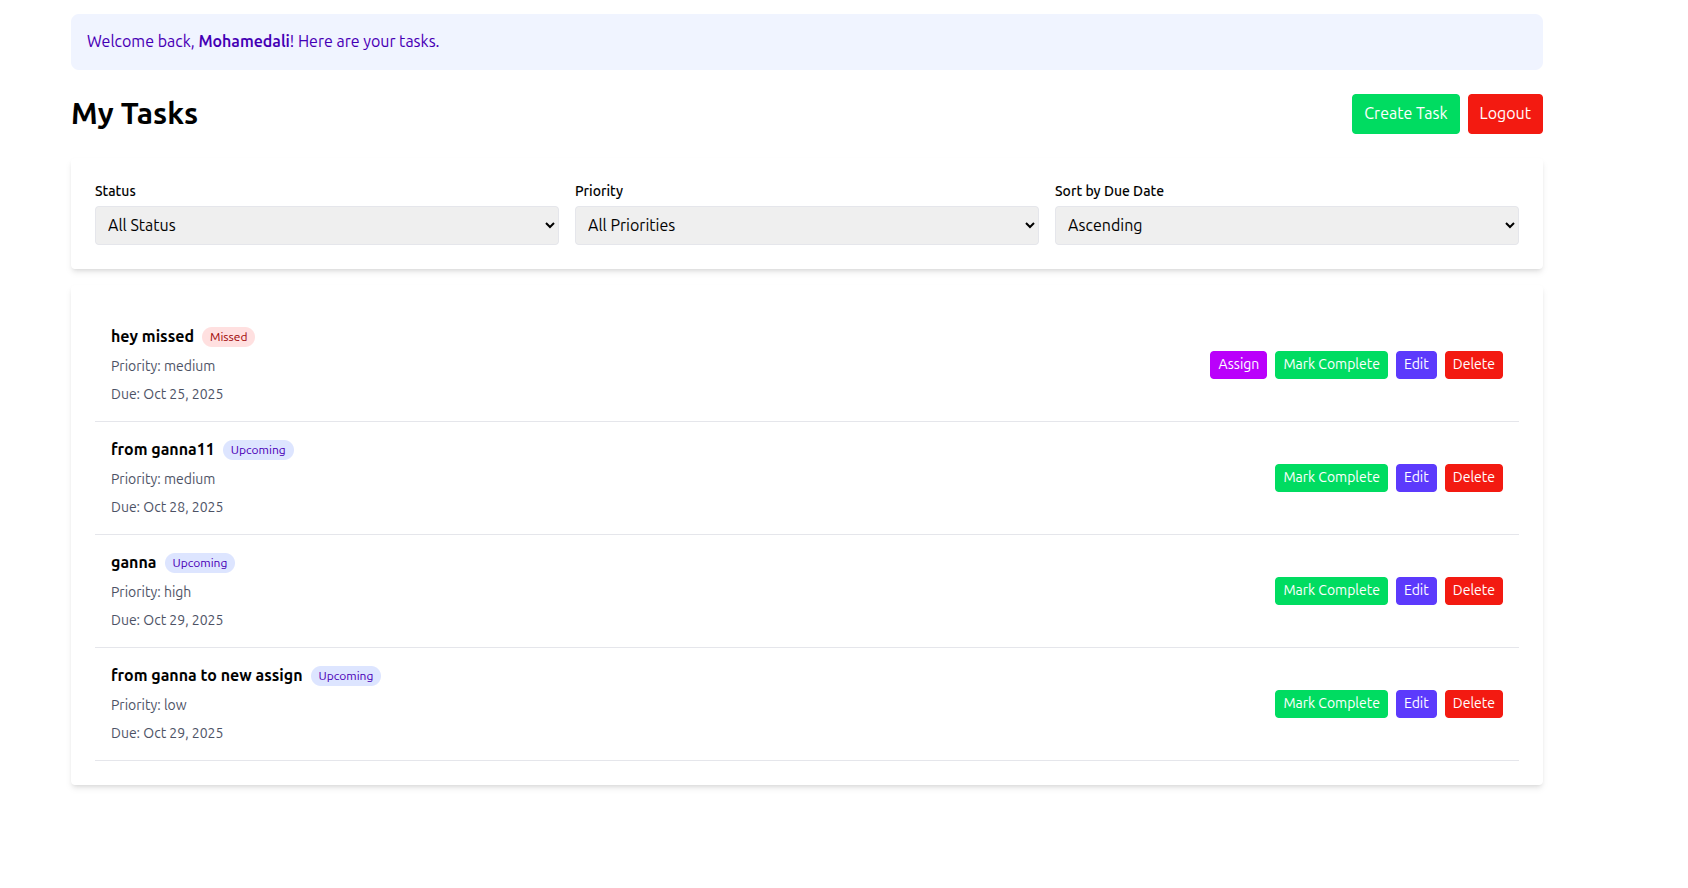 Welcome back, Mohamedali! Here are your tasks.
My Tasks
Create Task
Logout
Status
Priority
Sort by Due Date
All Status
All Priorities
Ascending
hey missed
Missed
Priority: medium
Due: Oct 25, 2025
Assign
Mark Complete
Edit
Delete
from ganna11
Upcoming
Priority: medium
Due: Oct 28, 2025
Mark Complete
Edit
Delete
ganna
Upcoming
Priority: high
Due: Oct 29, 2025
Mark Complete
Edit
Delete
from ganna to new assign
Upcoming
Priority: low
Due: Oct 29, 2025
Mark Complete
Edit
Delete